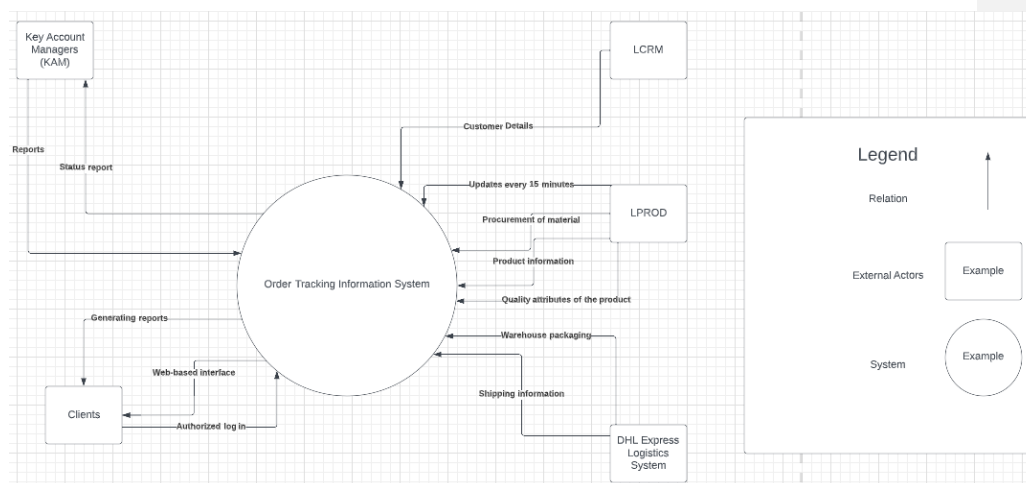 Key Account
Managers
(KAM)
LCRM
Customer Details
Reports
Status report
Legend
Relation
Updates every 15 minutes
LPROD
Procurement of material
Product information
Order Tracking Information System
External Actors
Example
Quality attributes of the product
Generating reports
Warehouse packaging
Web-based interface
System
Example
Shipping information
Clients
Authorized log in
DHL Express
Logistics
System